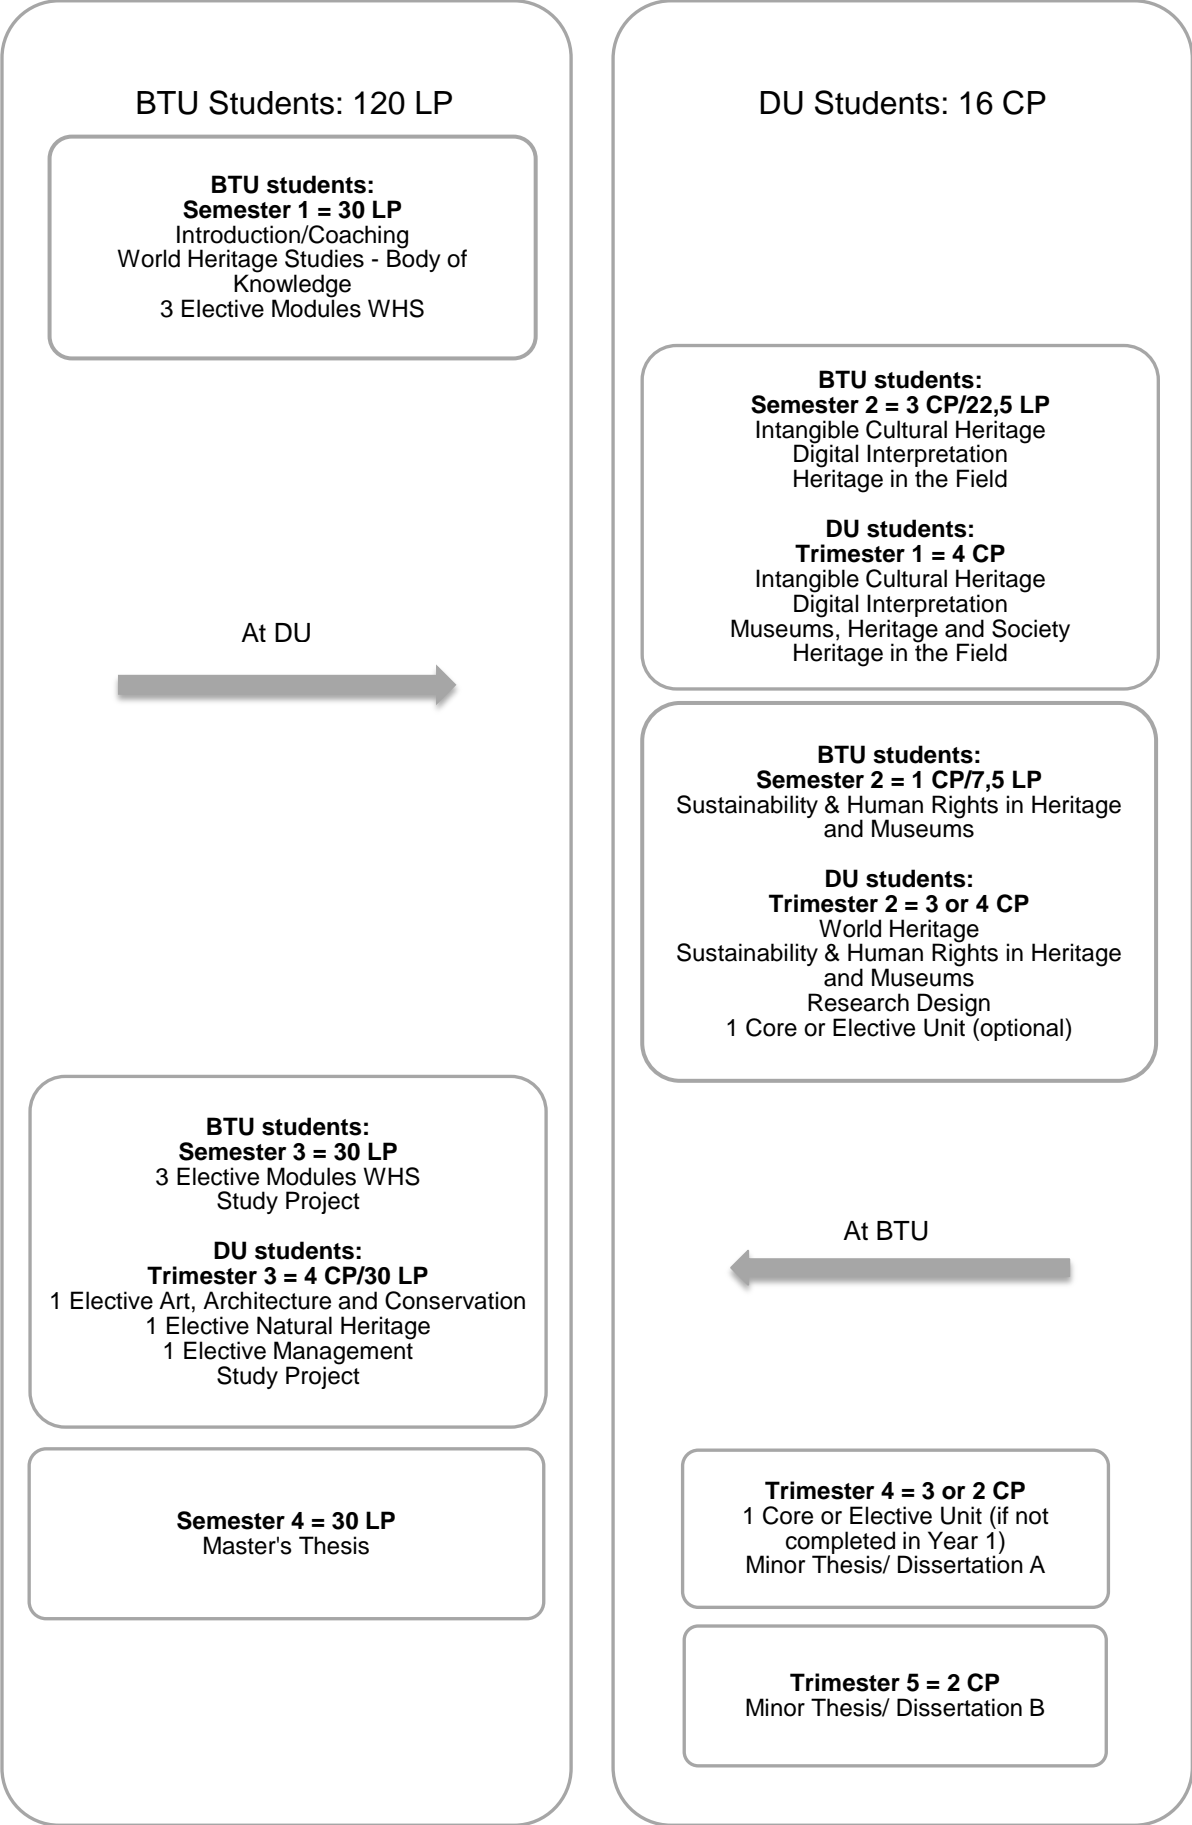 BTU Students: 120 LP
BTU students:
Semester 1 = 30 LP
Introduction/Coaching
World Heritage Studies - Body of
Knowledge
3 Elective Modules WHS
At DU
BTU students:
Semester 3 = 30 LP
3 Elective Modules WHS
Study Project
DU students:
Trimester 3 = 4 CP/30 LP
1 Elective Art, Architecture and Conservation
1 Elective Natural Heritage
1 Elective Management
Study Project
Semester 4 = 30 LP
Master's Thesis
DU Students: 16 CP
BTU students:
Semester 2 = 3 CP/22,5 LP
Intangible Cultural Heritage
Digital Interpretation
Heritage in the Field
DU students:
Trimester 1 = 4 CP
Intangible Cultural Heritage
Digital Interpretation
Museums, Heritage and Society
Heritage in the Field
BTU students:
Semester 2 = 1 CP/7,5 LP
Sustainability & Human Rights in Heritage
and Museums
DU students:
Trimester 2 = 3 or 4 CP
World Heritage
Sustainability & Human Rights in Heritage
and Museums
Research Design
1 Core or Elective Unit (optional)
At BTU
Trimester 4 = 3 or 2 CP
1 Core or Elective Unit (if not
completed in Year 1)
Minor Thesis/ Dissertation A
Trimester 5 = 2 CP
Minor Thesis/ Dissertation B